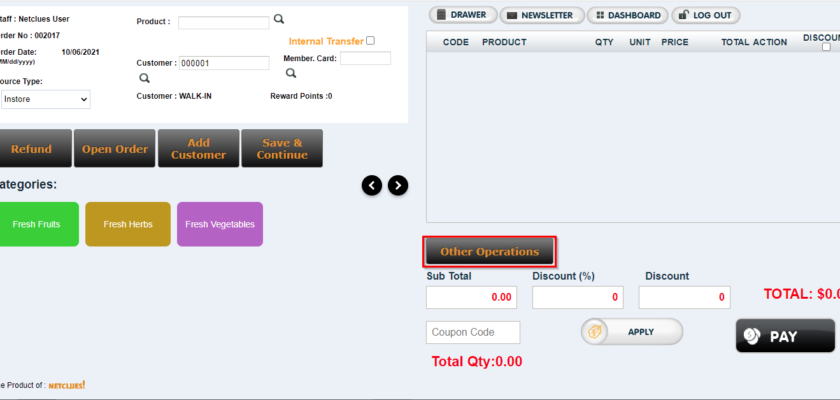 taff : Netclues User
rder No : 002017
rder Date: 10/06/2021
MM/dd/yyyy)
ource Type:
Instore
Product :
Internal Transfer
Customer : 000001
Member. Card:
Customer : WALK-IN
Reward Points :0
DRAWER
NEWSLETTER
DASHBOARD
LOG OUT
CODE PRODUCT QTY UNIT PRICE TOTAL ACTION DISCOUN
Refund
Open Order
Add
Customer
Save &
Continue
ategories:
Fresh Fruits
Fresh Herbs
Fresh Vegetables
Other Operations
Sub Total Discount (%) Discount
0.00 0 0
TOTAL: $0.0
Coupon Code
APPLY
PAY
Total Qty:0.00
e Product of : NETCLUES!